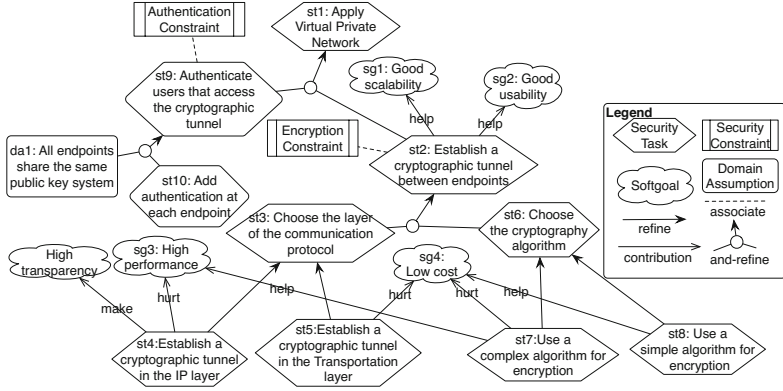 Authentication
Constraint
st1: Apply
Virtual Private
Network
st9: Authenticate
users that access
the cryptographic
tunnel
sg1: Good
scalability
sg2: Good
usability
help
help
Encryption
Constraint
da1: All endpoints
share the same
public key system
st10: Add
authentication at
each endpoint
st2: Establish a
cryptographic tunnel
between endpoints
st3: Choose the layer
of the communication
protocol
st6: Choose
the cryptography
algorithm
High
transparency
sg3: High
performance
sg4:
Low cost
make
hurt
help
hurt
hurt
help
st4:Establish a
cryptographic tunnel
in the IP layer
st5:Establish a
cryptographic tunnel
in the Transportation
layer
st7:Use a
complex algorithm for
encryption
st8: Use a
simple algorithm for
encryption
Legend
Security
Task
Security
Constraint
Softgoal
Domain
Assumption
refine
associate
contribution
and-refine